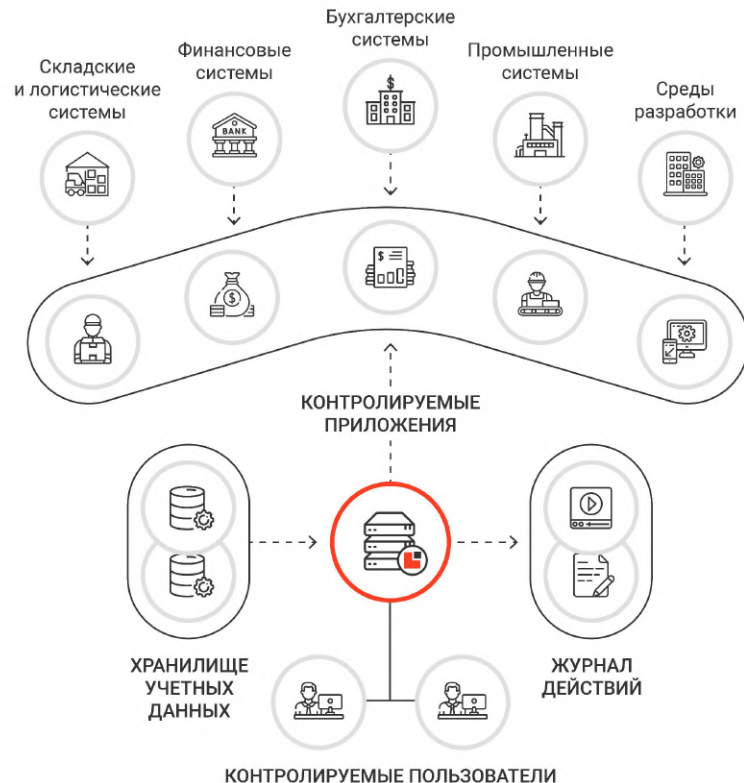 Бухгалтерские
системы
Финансовые
системы
Промышленные
системы
Складские
и логистические
системы
Среды
разработки
$
BANK
$
$
КОНТРОЛИРУЕМЫЕ
ПРИЛОЖЕНИЯ
ХРАНИЛИЩЕ
УЧЕТНЫХ
ДАННЫХ
ЖУРНАЛ
ДЕЙСТВИЙ
КОНТРОЛИРУЕМЫЕ ПОЛЬЗОВАТЕЛИ